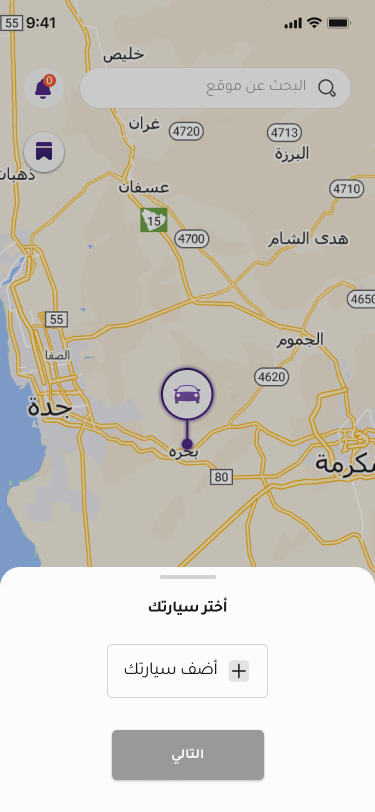 9:41
55
خليص
0
البحث عن موقع
غران
4720
4713
البرزة
ذهبان
4710
عسفان
15
4700
هدى الشام
4650
55
الصفا
الجموم
4620
جدة
بحره
مكرمة
80
أختر سيارتك
أضف سيارتك
التالي